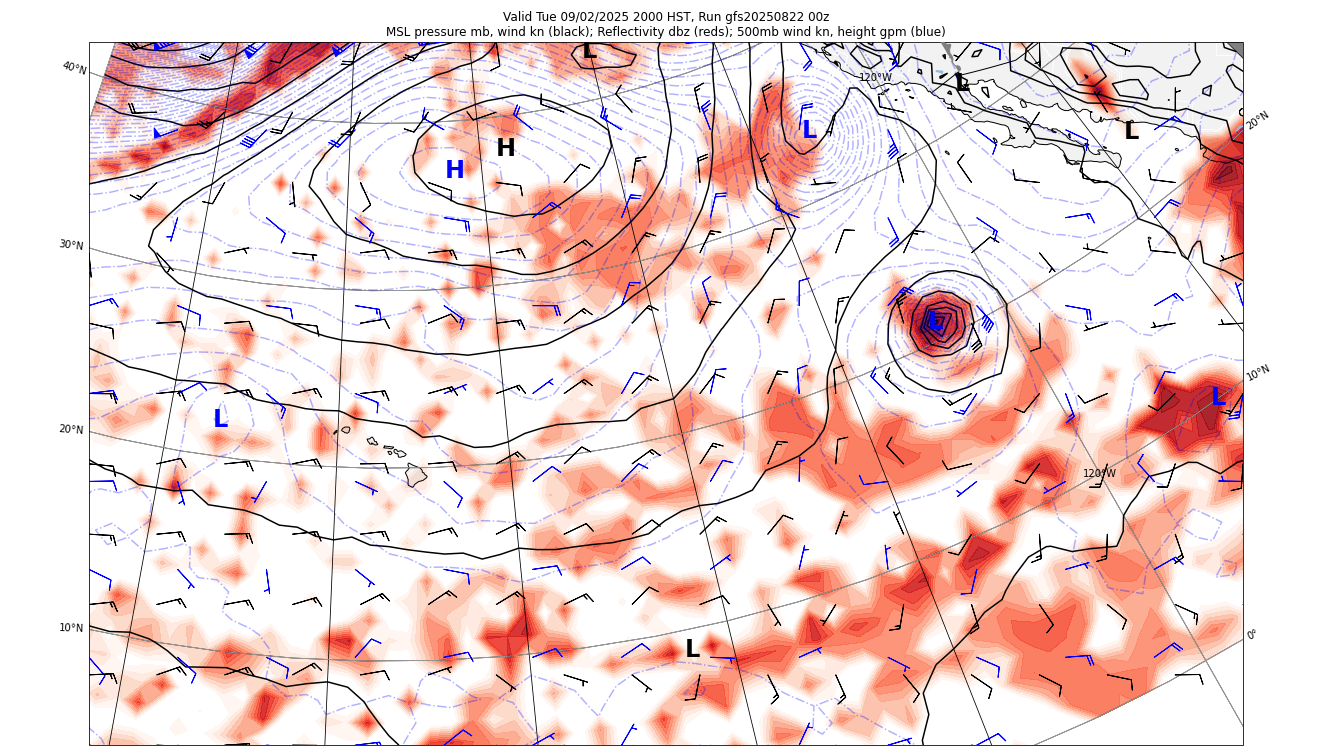 Valid Tue 09/02/2025 2000 HST, Run gfs20250822 00z
MSL pressure mb, wind kn (black); Reflectivity dbz (reds); 500mb wind kn, height gpm (blue)
L
40°N
120°W
L
20°N
L
L
H
H
30°N
L
10°N
L
L
20°N
120°W
10°N
0°
L